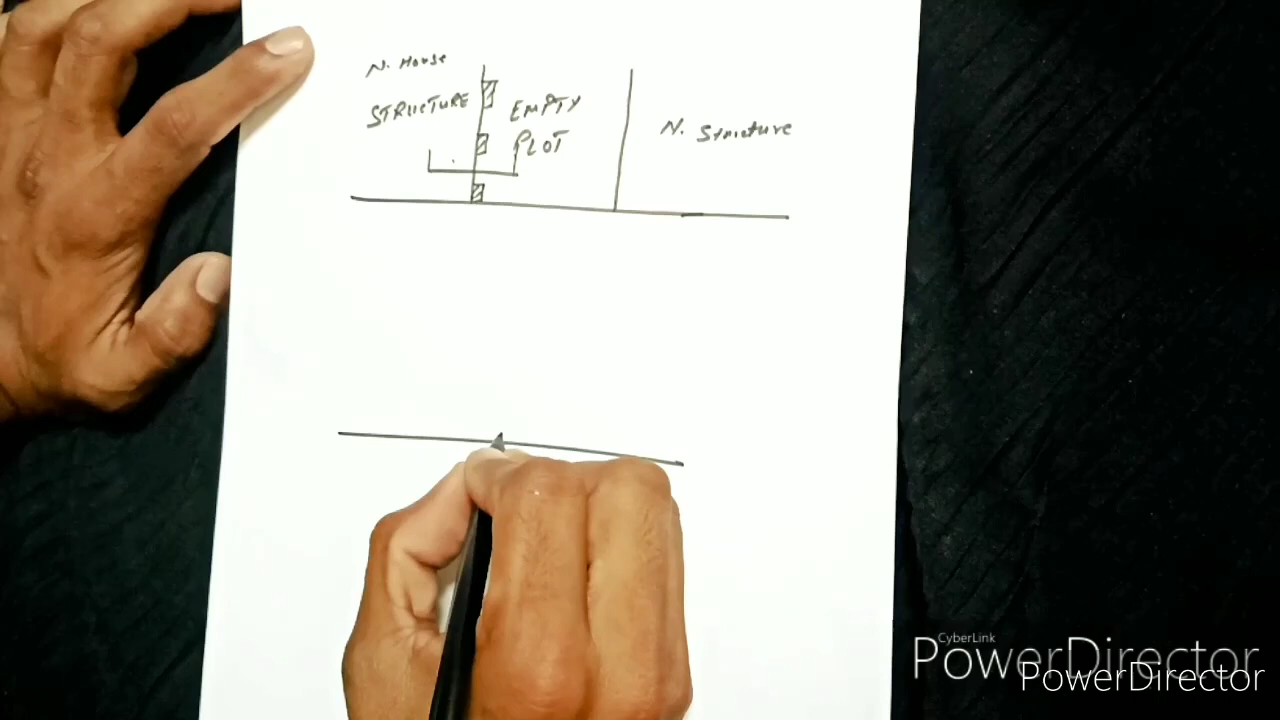 N. House
STRUCTURE
EMPTY
PLOT
N. Structure
CyberLink
PowerDirector
PowerDirector